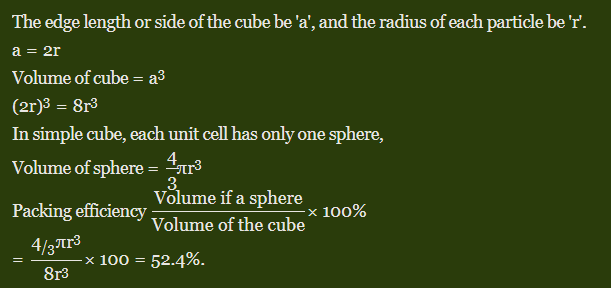 The edge length or side of the cube be 'a', and the radius of each particle be 'r'.
a = 2r
Volume of cube = a³
(2r)³ = 8r³
In simple cube, each unit cell has only one sphere,
Volume of sphere = 4/3 πr³
Packing efficiency Volume if a sphere / Volume of the cube × 100%
= 4/3πr³ / 8r³ × 100 = 52.4%.